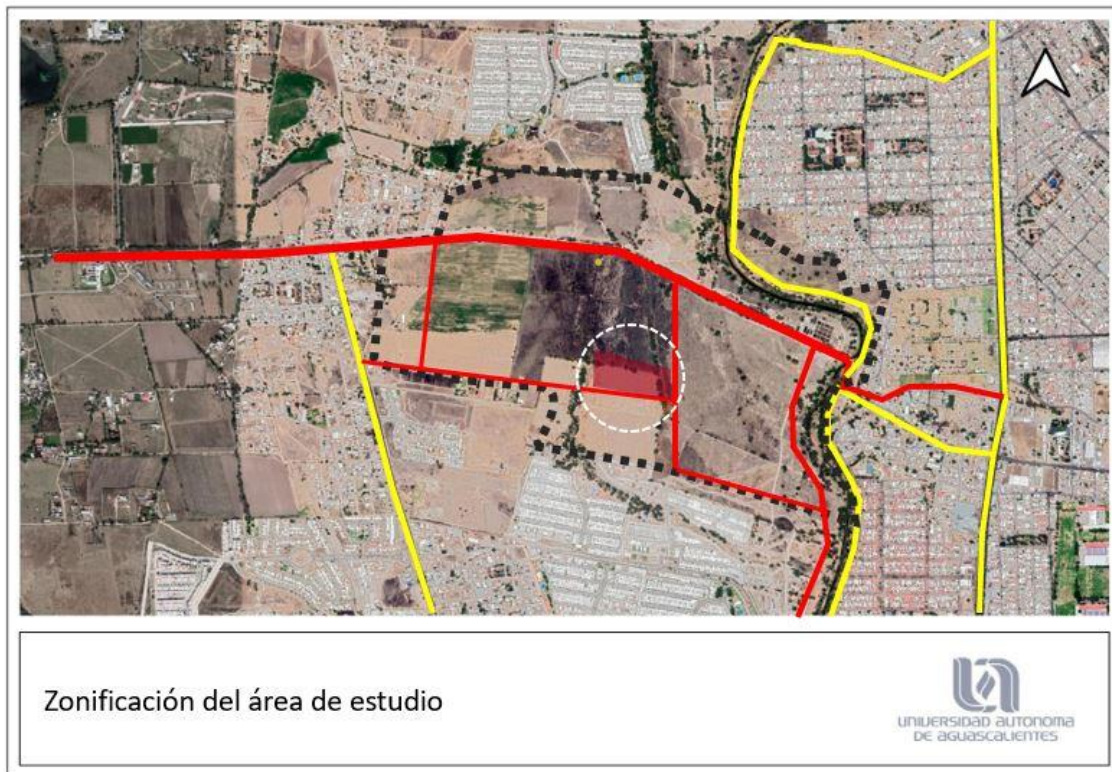 Zonificación del área de estudio
UNIVERSIDAD AUTONOMA
DE AGUASCALIENTES